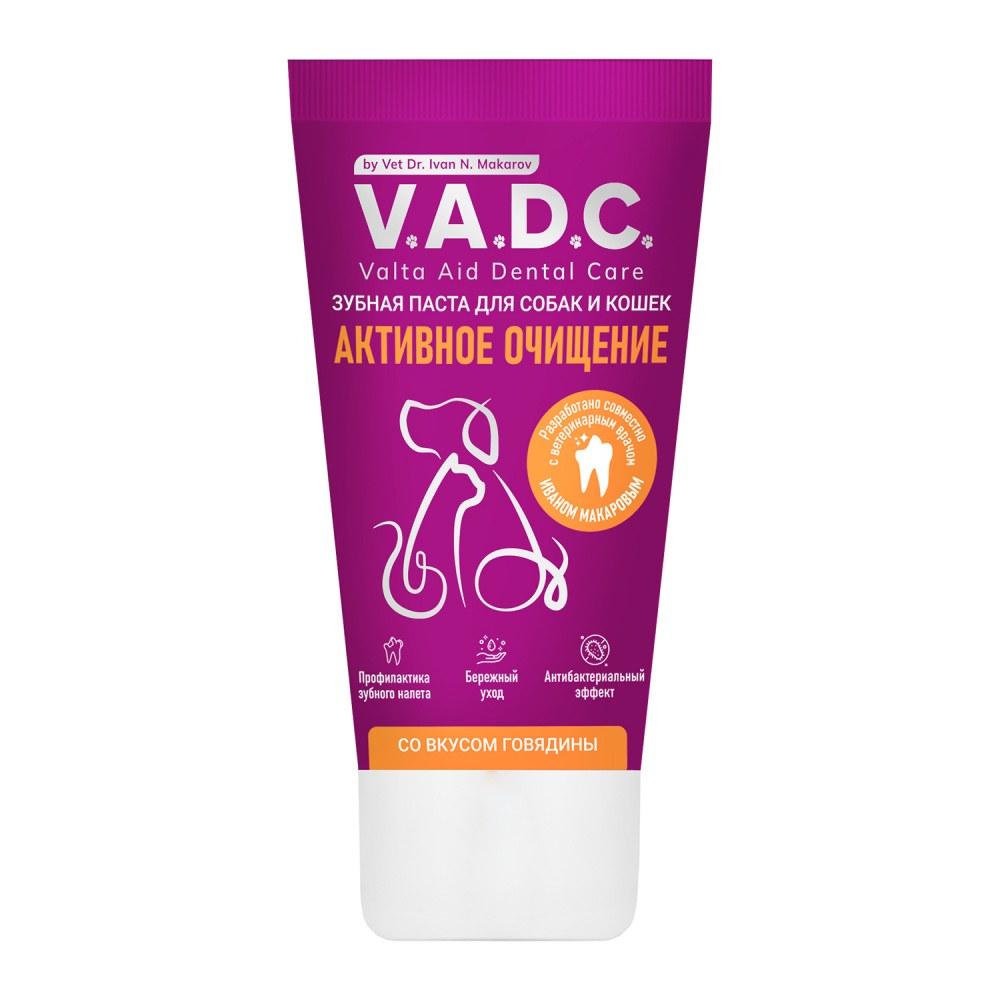 by Vet Dr. Ivan N. Makarov
V.A.D.C.
Valta Aid Dental Care
ЗУБНАЯ ПАСТА ДЛЯ СОБАК И КОШЕК
АКТИВНОЕ ОЧИЩЕНИЕ
Разработано совместно
с ветеринарным врачом
ИВАНОМ МАКАРОВЫМ
Профилактика
зубного налета
Бережный
уход
Антибактериальный
эффект
СО ВКУСОМ ГОВЯДИНЫ